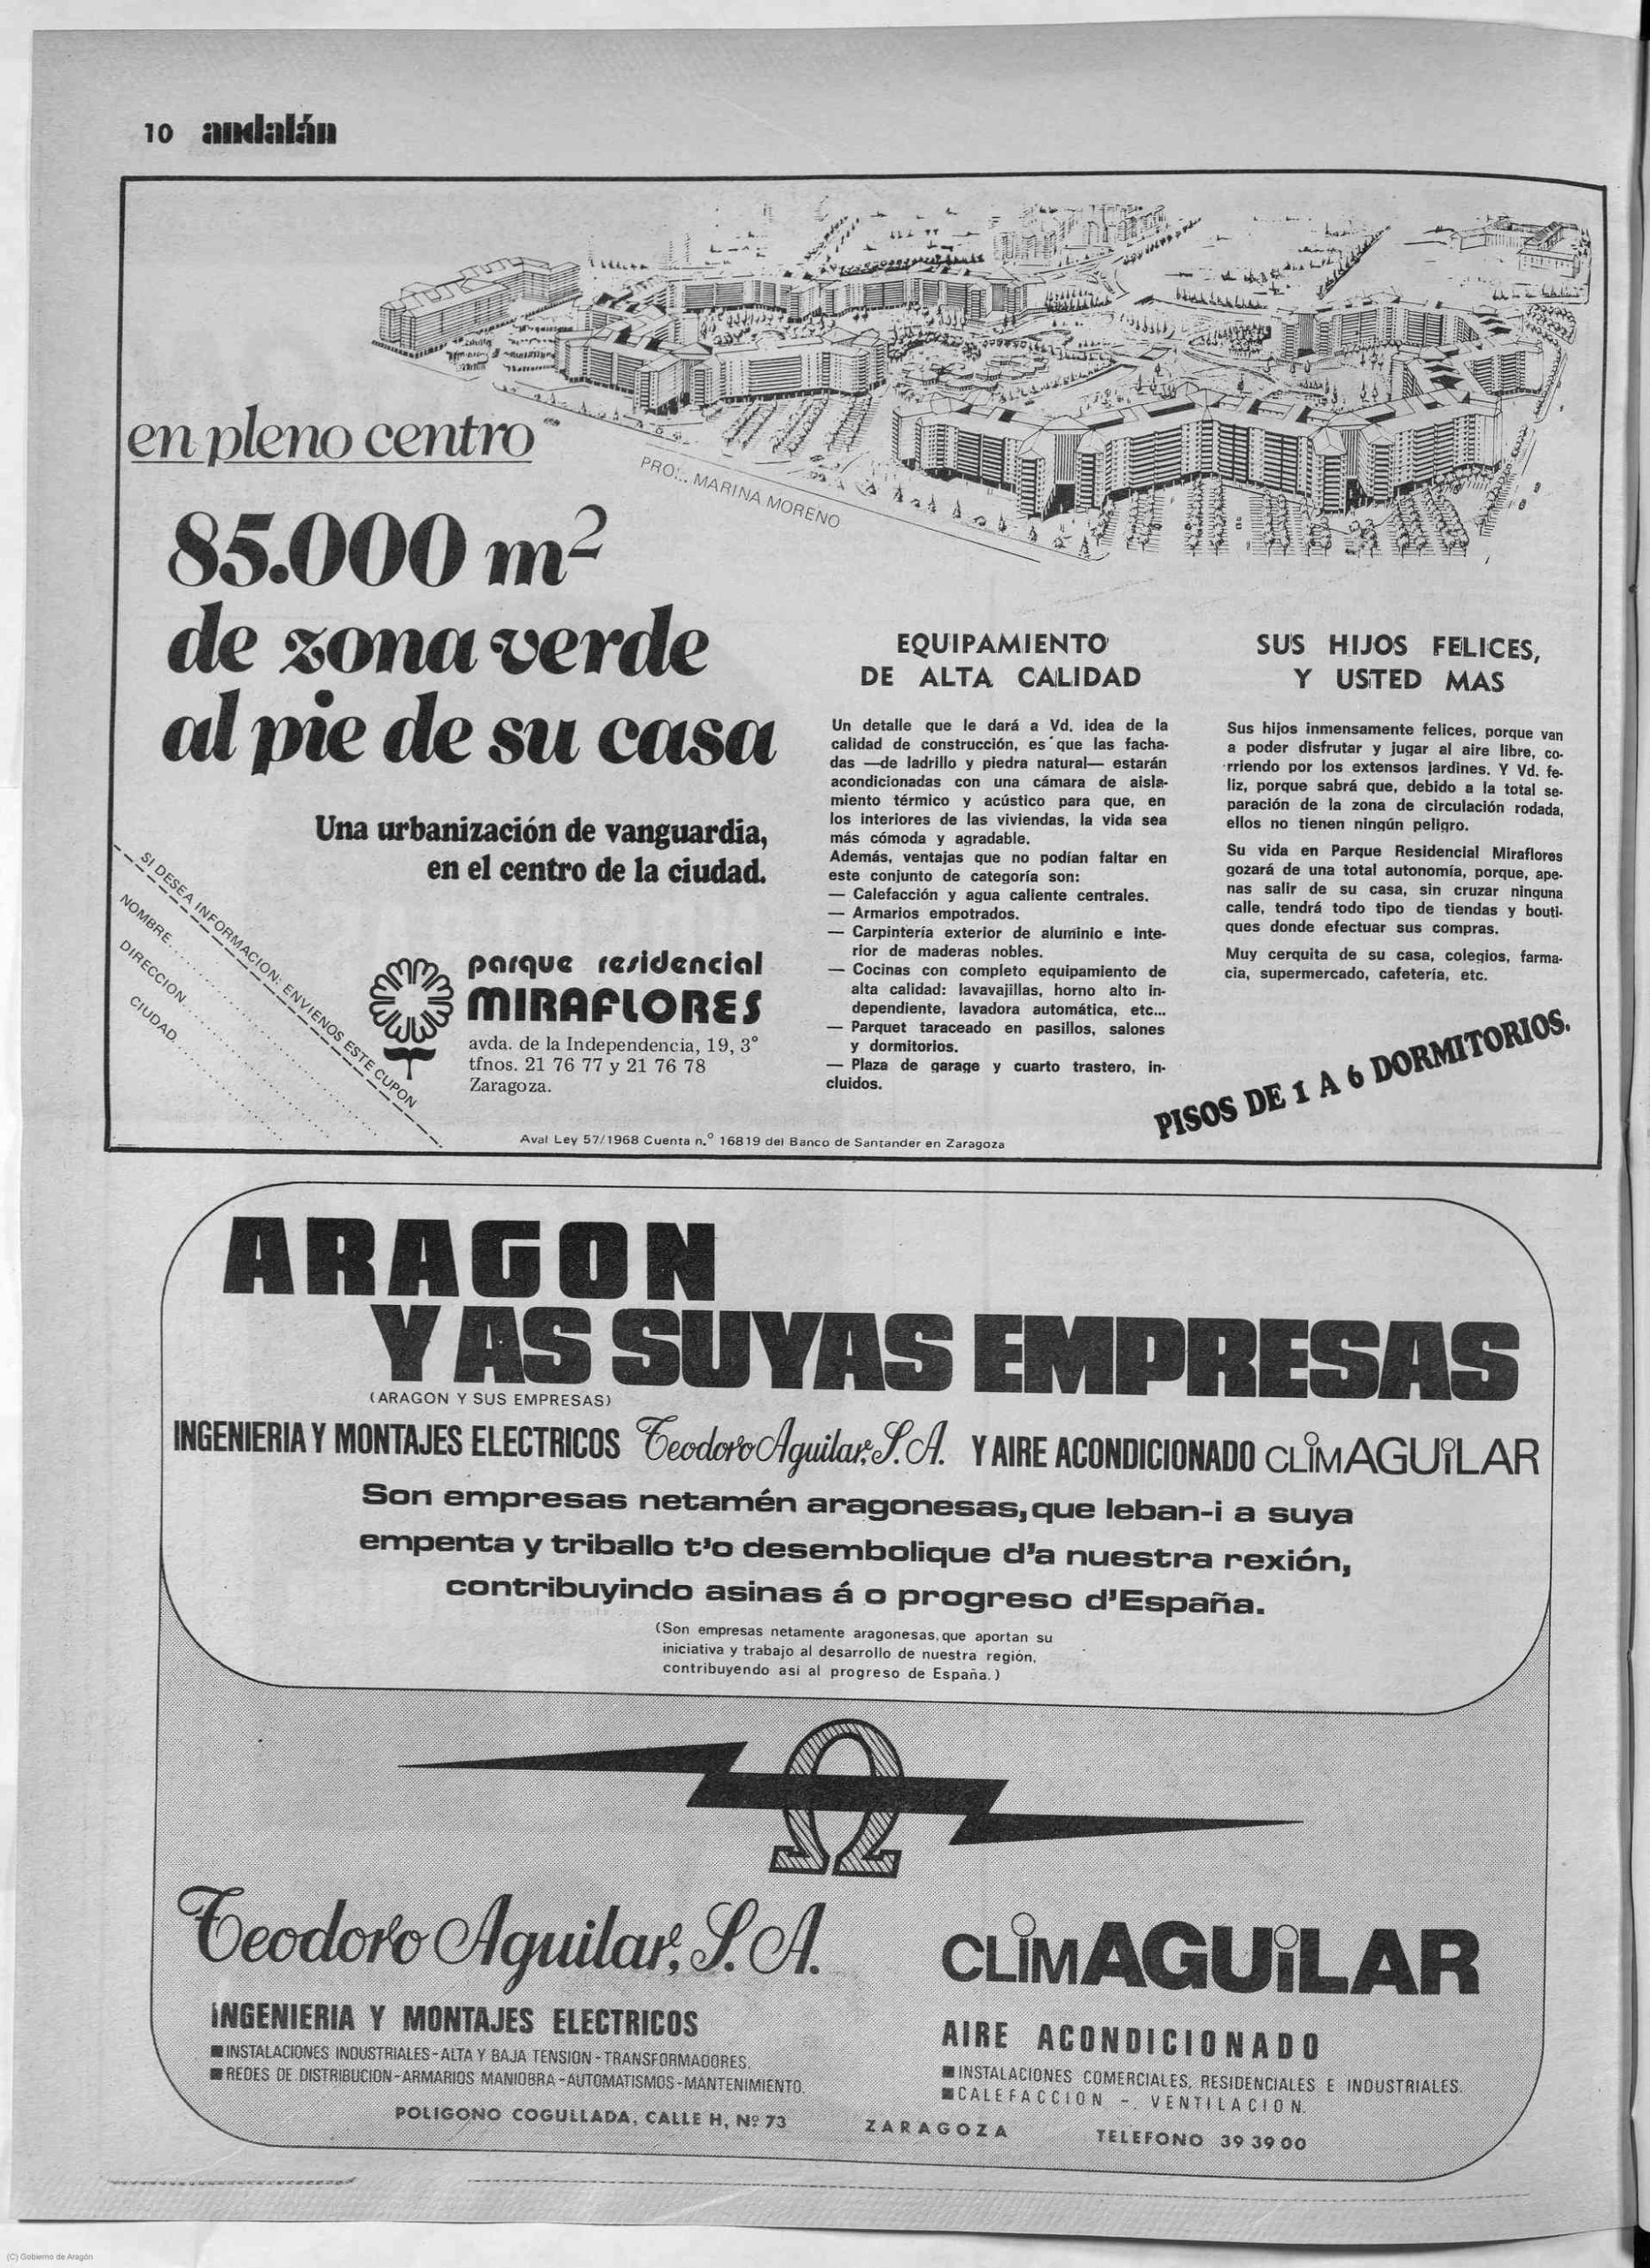 10 andalán
PROL. MARINA MORENO
en pleno centro
85.000 m²
de zona verde
al pie de su casa
Una urbanización de vanguardia,
en el centro de la ciudad.
SI DESEA INFORMACION: ENVIENOS ESTE CUPON
NOMBRE
DIRECCION
CIUDAD
parque residencial
MIRAFLORES
avda. de la Independencia, 19, 3°
tfnos. 21 76 77 y 21 76 78
Zaragoza.
EQUIPAMIENTO
DE ALTA CALIDAD
Un detalle que le dará a Vd. idea de la
calidad de construcción, es que las facha-
das —de ladrillo y piedra natural— estarán
acondicionadas con una cámara de aisla-
miento térmico y acústico para que, en
los interiores de las viviendas, la vida sea
más cómoda y agradable.
Además, ventajas que no podían faltar en
este conjunto de categoría son:
— Calefacción y agua caliente centrales.
— Armarios empotrados.
— Carpintería exterior de aluminio e inte-
rior de maderas nobles.
— Cocinas con completo equipamiento de
alta calidad: lavavajillas, horno alto in-
dependiente, lavadora automática, etc...
— Parquet taraceado en pasillos, salones
y dormitorios.
— Plaza de garage y cuarto trastero, in-
cluidos.
SUS HIJOS FELICES,
Y USTED MAS
Sus hijos inmensamente felices, porque van
a poder disfrutar y jugar al aire libre, co-
rriendo por los extensos jardines. Y Vd. fe-
liz, porque sabrá que, debido a la total se-
paración de la zona de circulación rodada,
ellos no tienen ningún peligro.
Su vida en Parque Residencial Miraflores
gozará de una total autonomía, porque, ape-
nas salir de su casa, sin cruzar ninguna
calle, tendrá todo tipo de tiendas y bouti-
ques donde efectuar sus compras.
Muy cerquita de su casa, colegios, farma-
cia, supermercado, cafetería, etc.
PISOS DE 1 A 6 DORMITORIOS.
Aval Ley 57/1968 Cuenta n.° 16819 del Banco de Santander en Zaragoza
ARAGON
Y AS SUYAS EMPRESAS
(ARAGON Y SUS EMPRESAS)
INGENIERIA Y MONTAJES ELECTRICOS Teodoro Aguilar, S.A. Y AIRE ACONDICIONADO CLiMAGUiLAR
Son empresas netamén aragonesas, que leban-i a suya
empenta y triballo t'o desembolique d'a nuestra rexión,
contribuyindo asinas á o progreso d'España.
(Son empresas netamente aragonesas, que aportan su
iniciativa y trabajo al desarrollo de nuestra región,
contribuyendo asi al progreso de España.)
Ω
Teodoro Aguilar, S.A.
INGENIERIA Y MONTAJES ELECTRICOS
■ INSTALACIONES INDUSTRIALES - ALTA Y BAJA TENSION - TRANSFORMADORES.
■ REDES DE DISTRIBUCION - ARMARIOS MANIOBRA - AUTOMATISMOS - MANTENIMIENTO.
CLiMAGUiLAR
AIRE ACONDICIONADO
■ INSTALACIONES COMERCIALES, RESIDENCIALES E INDUSTRIALES.
■ CALEFACCION -. VENTILACION.
POLIGONO COGULLADA, CALLE H, Nº 73 ZARAGOZA TELEFONO 39 39 00
(C) Gobierno de Aragón